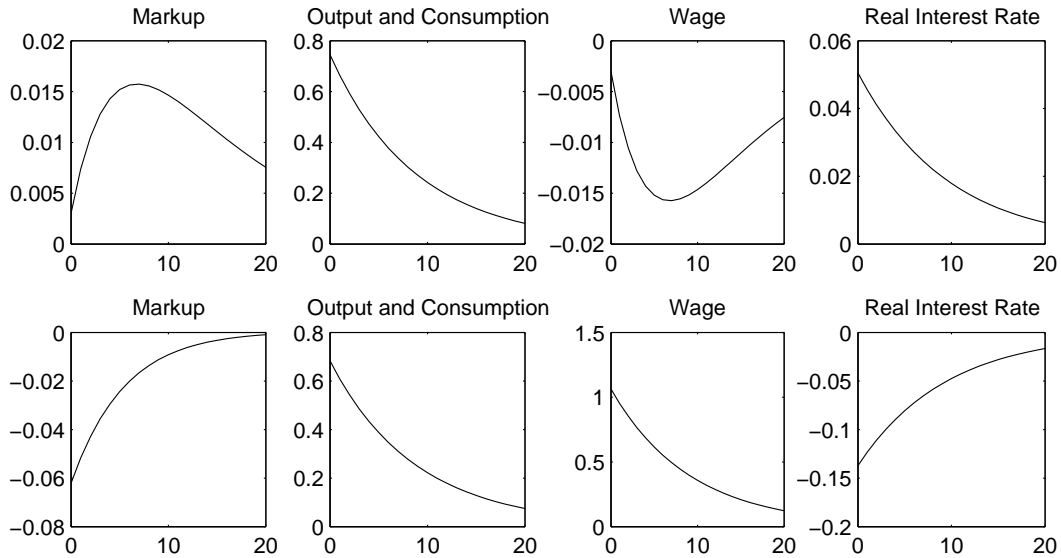 Markup
Output and Consumption
Wage
Real Interest Rate
0.02
0.015
0.01
0.005
0
0 10 20
0.8
0.6
0.4
0.2
0
0 10 20
0
−0.005
−0.01
−0.015
−0.02
0 10 20
0.06
0.04
0.02
0
0 10 20
Markup
Output and Consumption
Wage
Real Interest Rate
0
−0.02
−0.04
−0.06
−0.08
0 10 20
0.8
0.6
0.4
0.2
0
0 10 20
1.5
1
0.5
0
0 10 20
0
−0.05
−0.1
−0.15
−0.2
0 10 20